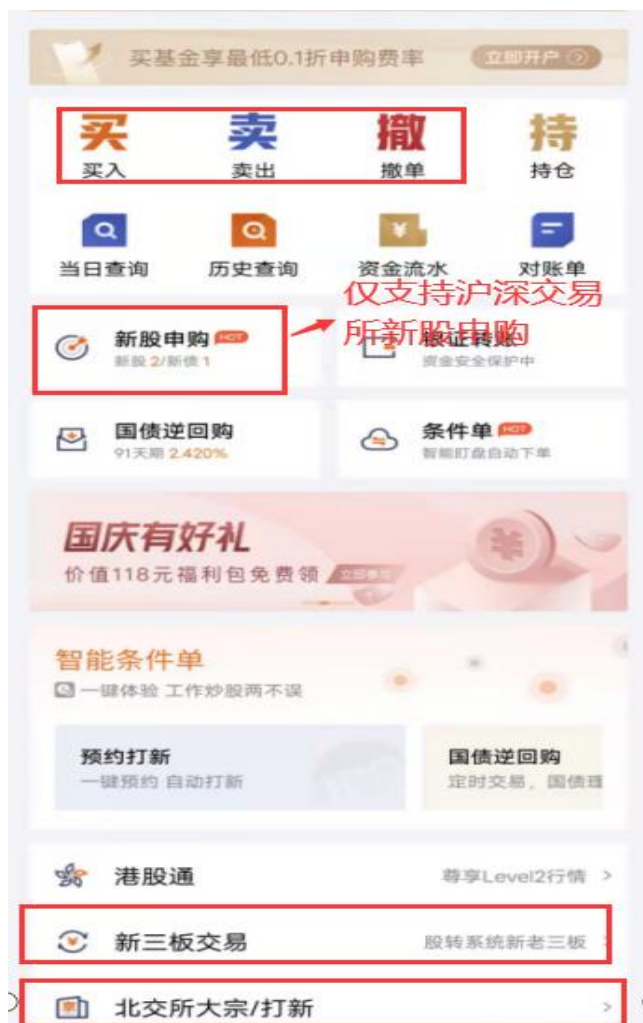 买基金享最低0.1折申购费率 立即开户
买 卖 撤 持
买入 卖出 撤单 持仓
当日查询 历史查询 资金流水 对账单
仅支持沪深交易
所新股申购
新股申购 HOT 银证转账
新股 2/新债 1 资金安全保护中
国债逆回购 条件单 HOT
91天期 2.420% 智能盯盘自动下单
国庆有好礼
价值118元福利包免费领
智能条件单
一键体验 工作炒股两不误
预约打新 国债逆回购
一键预约 自动打新 定时交易，国债理
港股通 尊享Level2行情 >
新三板交易 股转系统新老三板
北交所大宗/打新 >